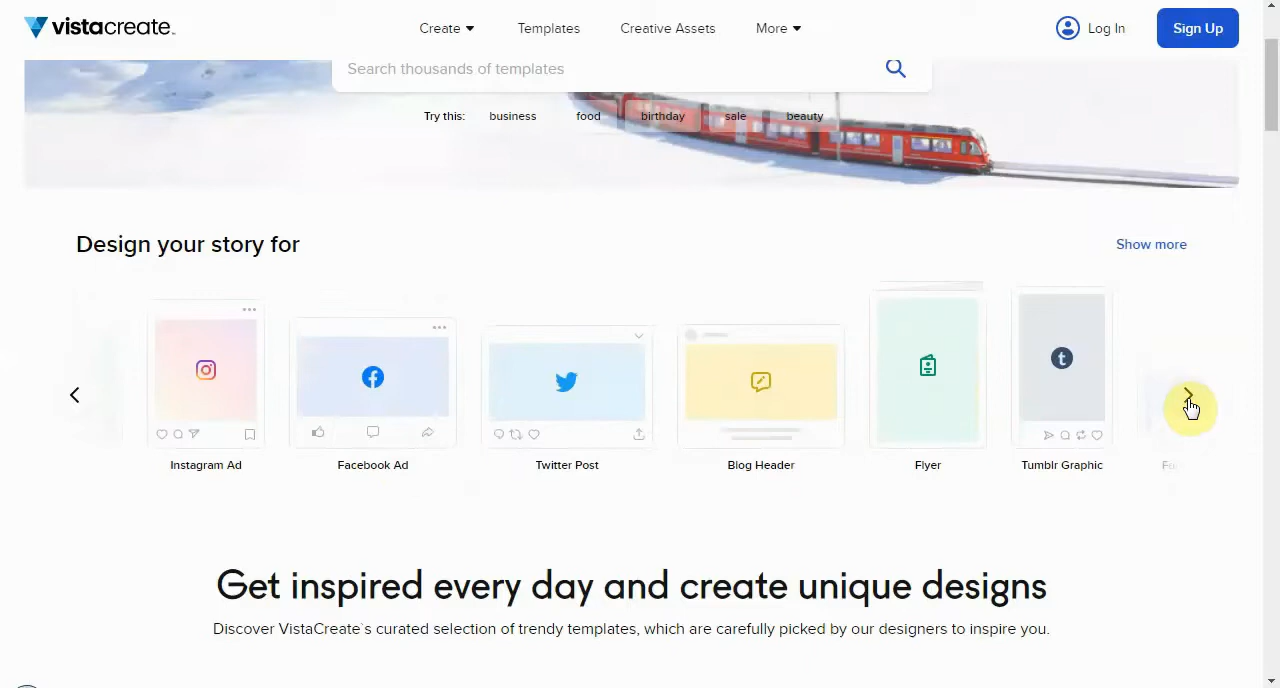 vistacreate
Create
Templates
Creative Assets
More
Log In
Sign Up
Search thousands of templates
Try this: business food birthday sale beauty
Design your story for
Show more
Instagram Ad
Facebook Ad
Twitter Post
Blog Header
Flyer
Tumblr Graphic
Get inspired every day and create unique designs
Discover VistaCreate`s curated selection of trendy templates, which are carefully picked by our designers to inspire you.